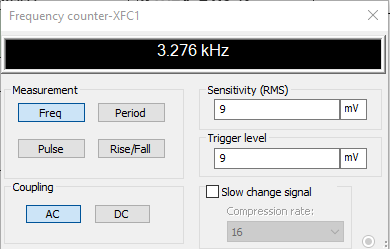 Frequency counter-XFC1
3.276 kHz
Measurement
Freq
Period
Pulse
Rise/Fall
Coupling
AC
DC
Sensitivity (RMS)
9
mV
Trigger level
9
mV
Slow change signal
Compression rate:
16